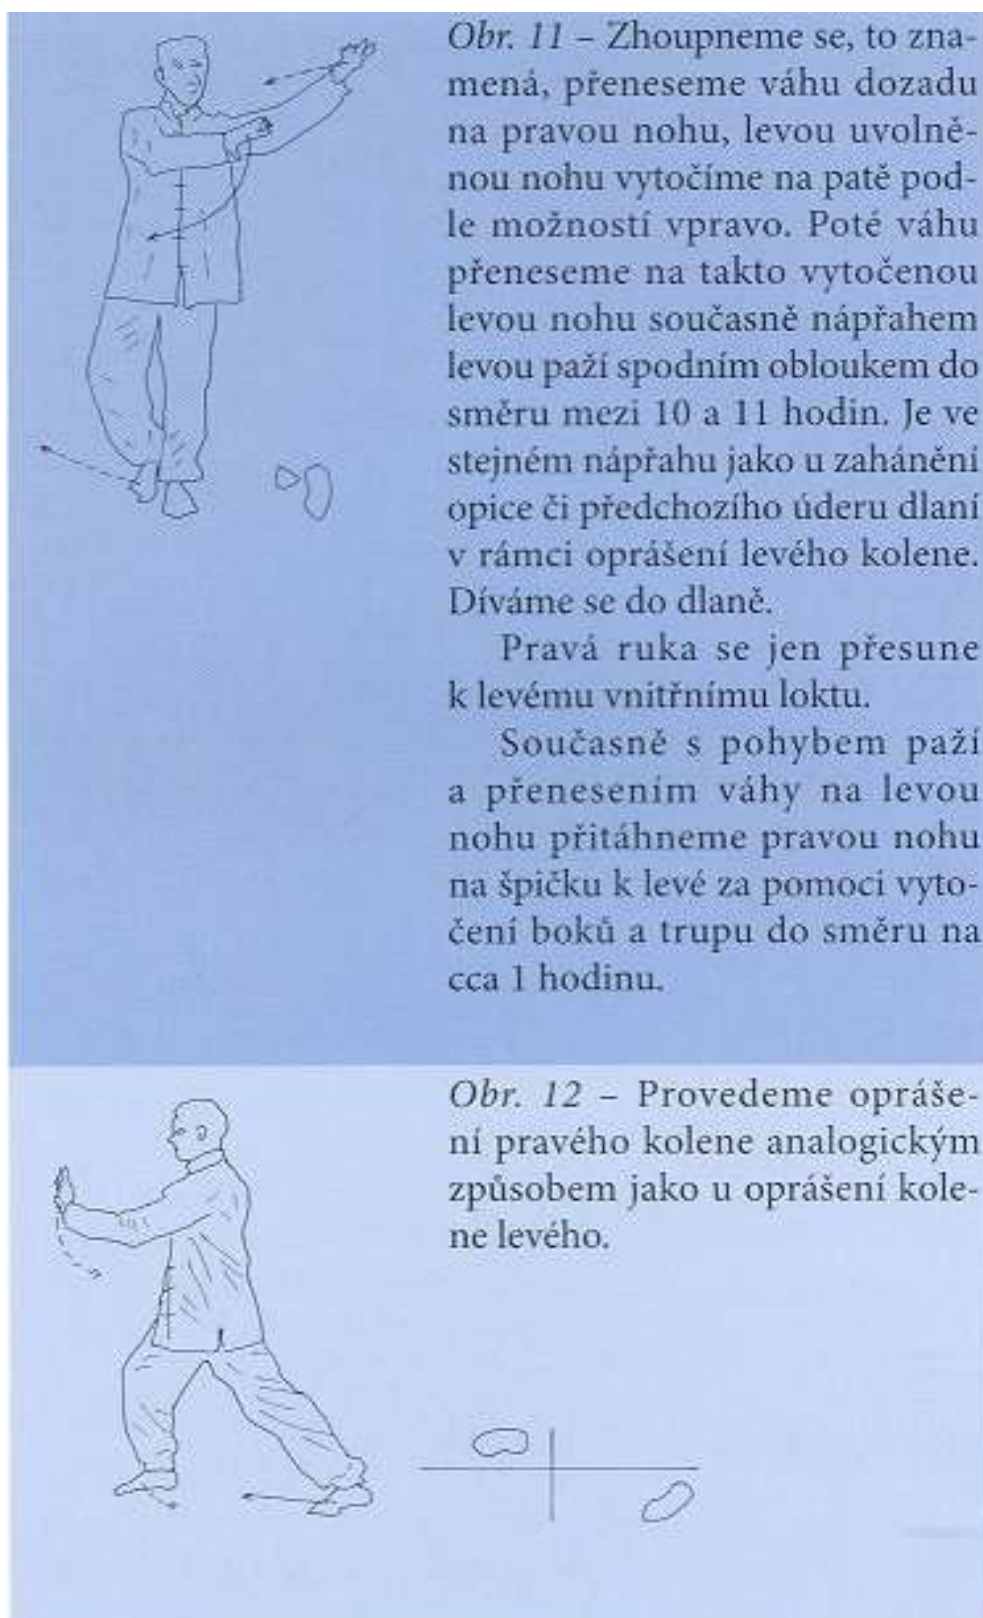 Obr. 11 – Zhoupneme se, to zna-
mená, přeneseme váhu dozadu
na pravou nohu, levou uvolně-
nou nohu vytočíme na patě pod-
le možností vpravo. Poté váhu
přeneseme na takto vytočenou
levou nohu současně nápřahem
levou paží spodním obloukem do
směru mezi 10 a 11 hodin. Je ve
stejném nápřahu jako u zahánění
opice či předchozího úderu dlaní
v rámci oprášení levého kolene.
Díváme se do dlaně.
Pravá ruka se jen přesune
k levému vnitřnímu loktu.
Současně s pohybem paží
a přenesením váhy na levou
nohu přitáhneme pravou nohu
na špičku k levé za pomoci vyto-
čení boků a trupu do směru na
cca 1 hodinu.
Obr. 12 – Provedeme opráše-
ní pravého kolene analogickým
způsobem jako u oprášení kole-
ne levého.